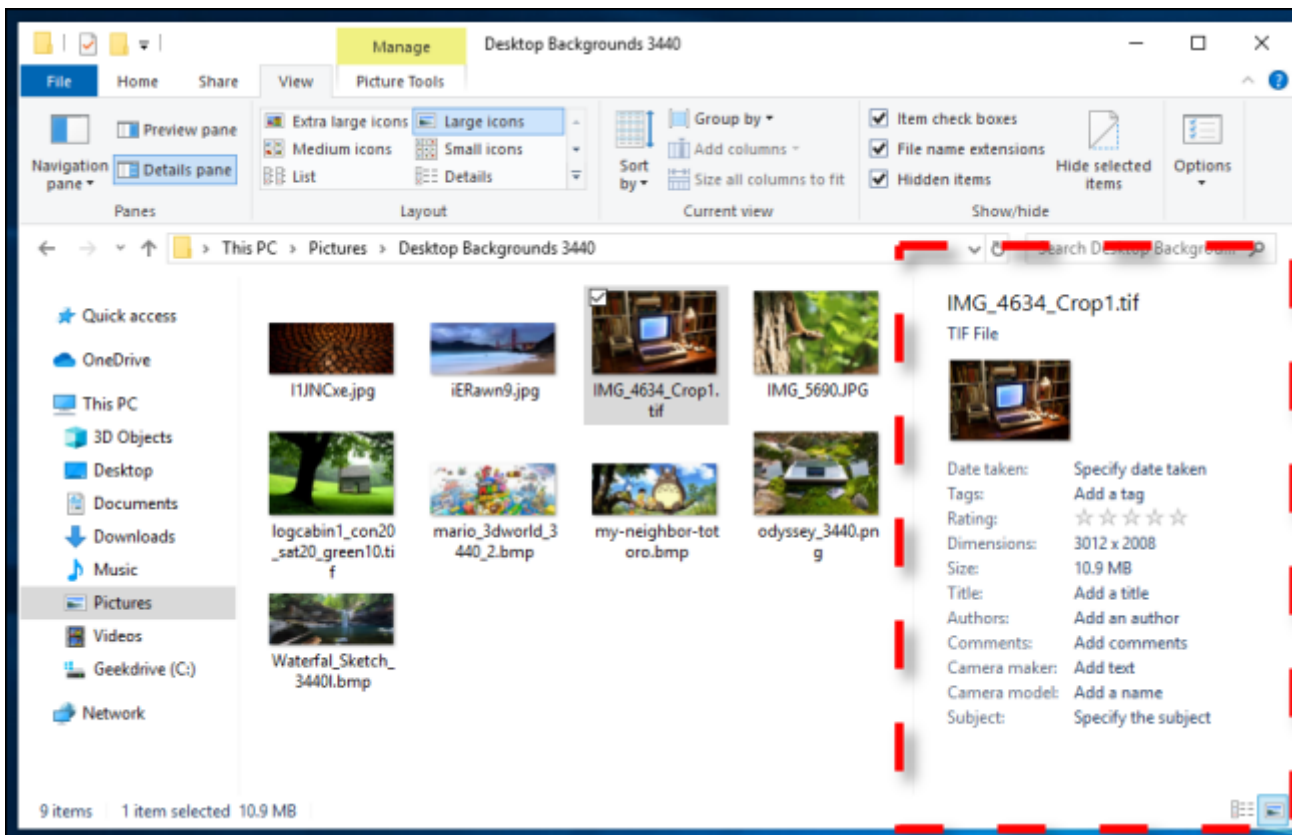 Manage
Desktop Backgrounds 3440
File
Home
Share
View
Picture Tools
Navigation
pane
Preview pane
Details pane
Panes
Extra large icons
Large icons
Medium icons
Small icons
List
Details
Layout
Sort
by
Group by
Add columns
Size all columns to fit
Current view
Item check boxes
File name extensions
Hidden items
Hide selected
items
Show/hide
Options
This PC > Pictures > Desktop Backgrounds 3440
Search Desktop Backgrou...
Quick access
OneDrive
This PC
3D Objects
Desktop
Documents
Downloads
Music
Pictures
Videos
Geekdrive (C:)
Network
I1JNCxe.jpg
iERawn9.jpg
IMG_4634_Crop1.
tif
IMG_5690.JPG
logcabin1_con20
_sat20_green10.ti
f
mario_3dworld_3
440_2.bmp
my-neighbor-tot
oro.bmp
odyssey_3440.pn
g
Waterfal_Sketch_
3440l.bmp
IMG_4634_Crop1.tif
TIF File
Date taken: Specify date taken
Tags: Add a tag
Rating:
Dimensions: 3012 x 2008
Size: 10.9 MB
Title: Add a title
Authors: Add an author
Comments: Add comments
Camera maker: Add text
Camera model: Add a name
Subject: Specify the subject
9 items 1 item selected 10.9 MB